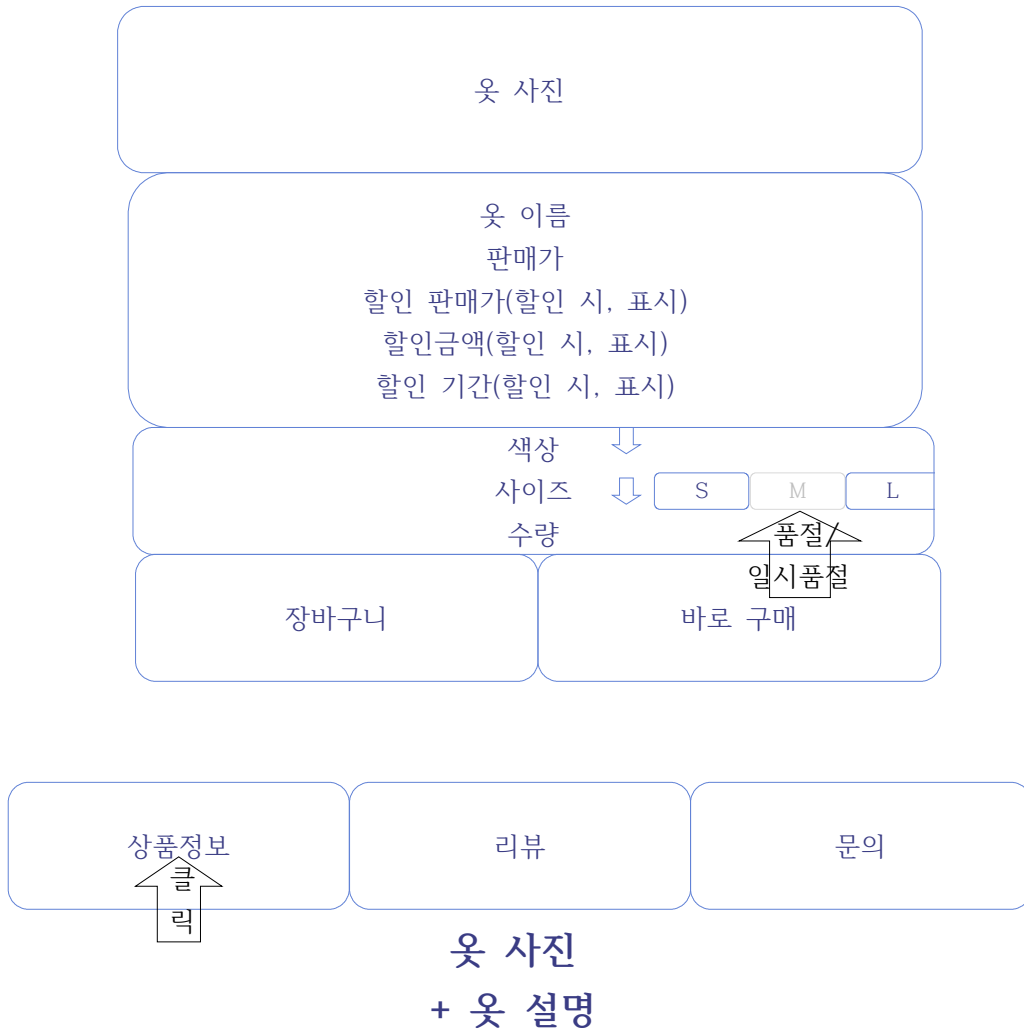 옷 사진
옷 이름
판매가
할인 판매가(할인 시, 표시)
할인금액(할인 시, 표시)
할인 기간(할인 시, 표시)
색상
사이즈 S M L
수량
품절/
일시품절
장바구니 바로 구매
상품정보 리뷰 문의
클
릭
옷 사진
+ 옷 설명